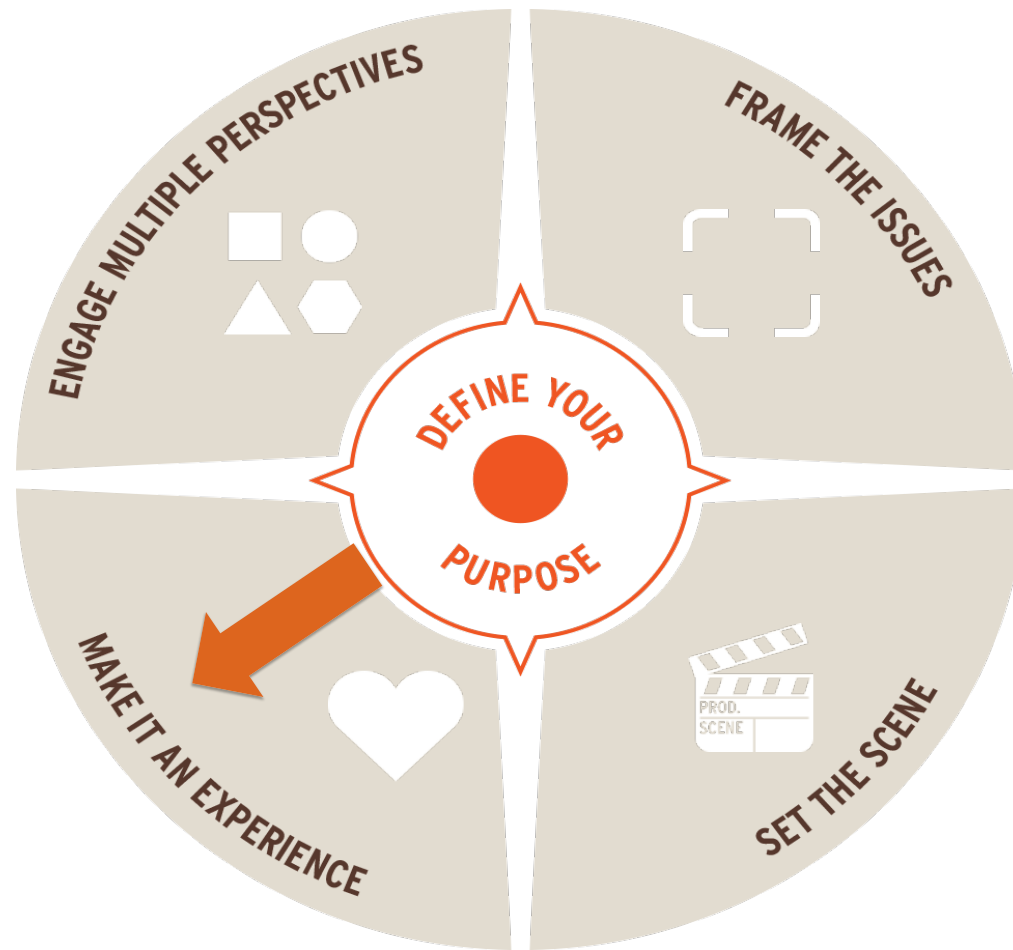 ENGAGE MULTIPLE PERSPECTIVES
FRAME THE ISSUES
DEFINE YOUR
PURPOSE
MAKE IT AN EXPERIENCE
PROD.
SCENE
SET THE SCENE